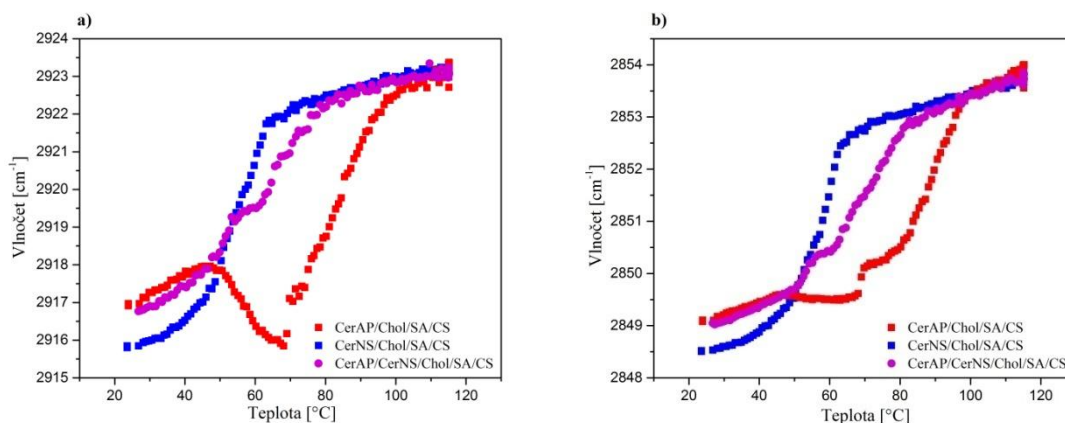 a)
2924
2923
2922
2921
2920
2919
2918
2917
2916
2915
Vlnočet [cm⁻¹]
20 40 60 80 100 120
Teplota [°C]
CerAP/Chol/SA/CS
CerNS/Chol/SA/CS
CerAP/CerNS/Chol/SA/CS
b)
2854
2853
2852
2851
2850
2849
2848
Vlnočet [cm⁻¹]
20 40 60 80 100 120
Teplota [°C]
CerAP/Chol/SA/CS
CerNS/Chol/SA/CS
CerAP/CerNS/Chol/SA/CS